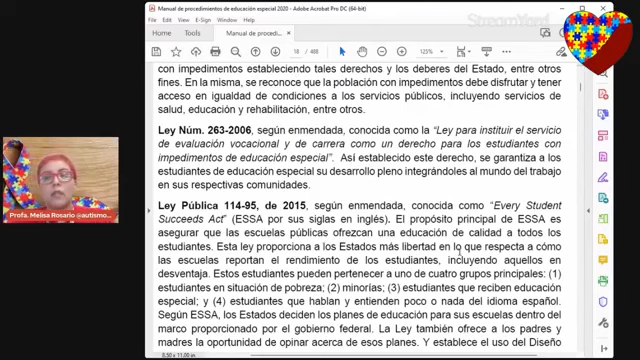 Manual de procedimientos de educación especial 2020 - Adobe Acrobat Pro DC (64-bit)
File Edit View E-Sign Window Help
Home Tools Manual de proced... ×
18 / 488 125%
StreamYard
con impedimentos estableciendo tales derechos y los deberes del Estado, entre otros
fines. En la misma, se reconoce que la población con impedimentos debe disfrutar y tener
acceso en igualdad de condiciones a los servicios públicos, incluyendo servicios de
salud, educación y rehabilitación, entre otros.
Ley Núm. 263-2006, según enmendada, conocida como la "Ley para instituir el servicio
de evaluación vocacional y de carrera como un derecho para los estudiantes con
impedimentos de educación especial". Así establecido este derecho, se garantiza a los
estudiantes de educación especial su desarrollo pleno integrándoles al mundo del trabajo
en sus respectivas comunidades.
Ley Pública 114-95, de 2015, según enmendada, conocida como "Every Student
Succeeds Act" (ESSA por sus siglas en inglés). El propósito principal de ESSA es
asegurar que las escuelas públicas ofrezcan una educación de calidad a todos los
estudiantes. Esta ley proporciona a los Estados más libertad en lo que respecta a cómo
las escuelas reportan el rendimiento de los estudiantes, incluyendo aquellos en
desventaja. Estos estudiantes pueden pertenecer a uno de cuatro grupos principales: (1)
estudiantes en situación de pobreza; (2) minorías; (3) estudiantes que reciben educación
especial; y (4) estudiantes que hablan y entienden poco o nada del idioma español.
Según ESSA, los Estados deciden los planes de educación para sus escuelas dentro del
marco proporcionado por el gobierno federal. La Ley también ofrece a los padres y
madres la oportunidad de opinar acerca de esos planes. Y establece el uso del Diseño
8.50 x 11.00 in
Profa. Melisa Rosario @autismo...